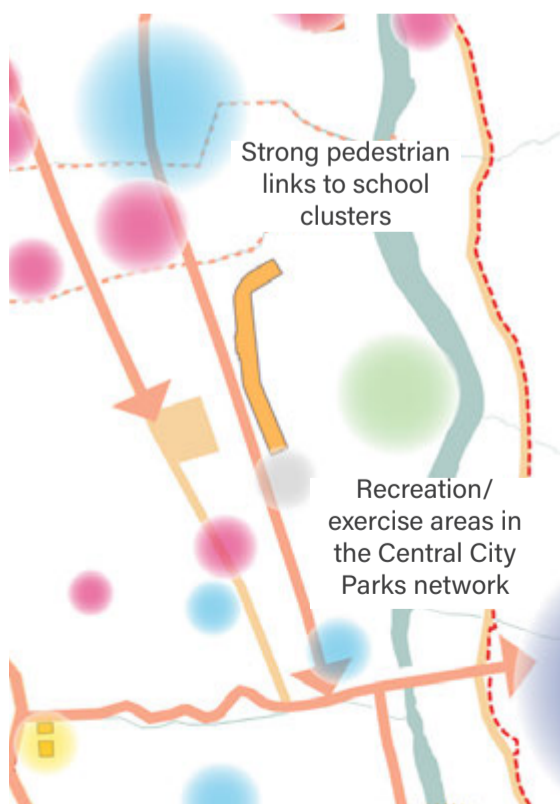 Strong pedestrian
links to school
clusters
Recreation/
exercise areas in
the Central City
Parks network